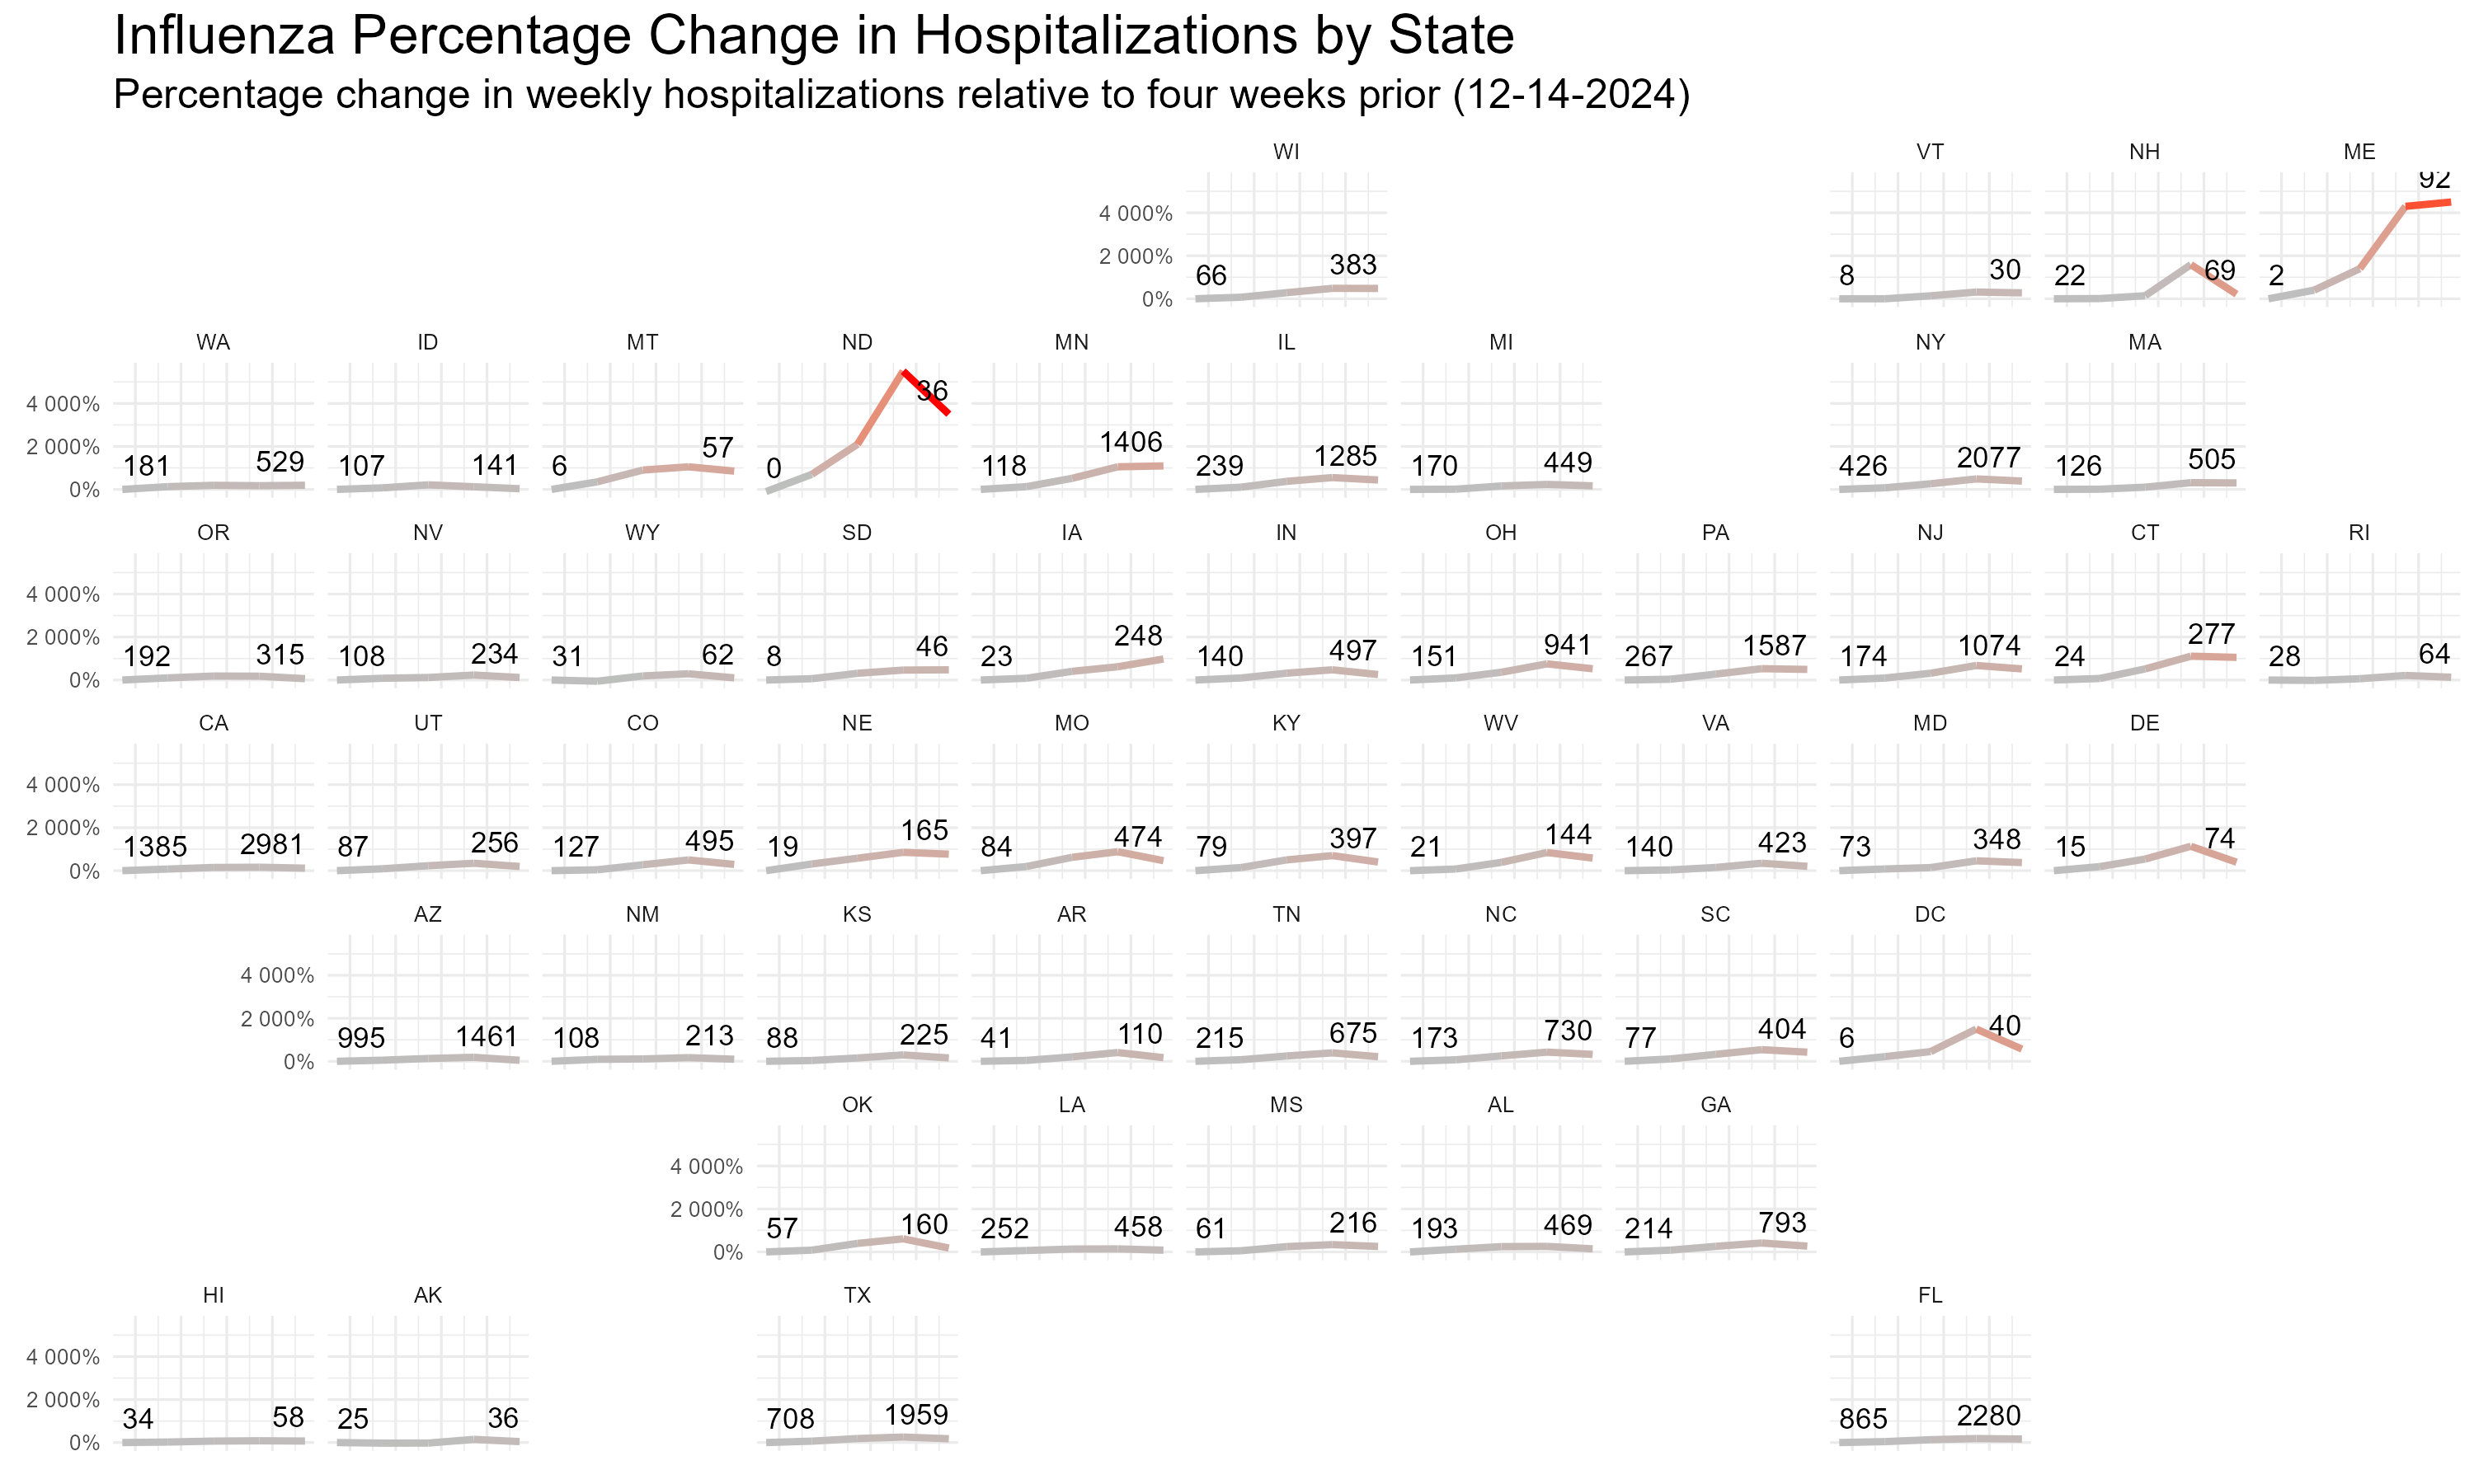 Influenza Percentage Change in Hospitalizations by State
Percentage change in weekly hospitalizations relative to four weeks prior (12-14-2024)
WI VT NH ME
4 000%
2 000%
0%
66 383 8 30 22 69 2 92
WA ID MT ND MN IL MI NY MA
4 000%
2 000%
0%
181 529 107 141 6 57 0 36 118 1406 239 1285 170 449 426 2077 126 505
OR NV WY SD IA IN OH PA NJ CT RI
4 000%
2 000%
0%
192 315 108 234 31 62 8 46 23 248 140 497 151 941 267 1587 174 1074 24 277 28 64
CA UT CO NE MO KY WV VA MD DE
4 000%
2 000%
0%
1385 2981 87 256 127 495 19 165 84 474 79 397 21 144 140 423 73 348 15 74
AZ NM KS AR TN NC SC DC
4 000%
2 000%
0%
995 1461 108 213 88 225 41 110 215 675 173 730 77 404 6 40
OK LA MS AL GA
4 000%
2 000%
0%
57 160 252 458 61 216 193 469 214 793
HI AK TX FL
4 000%
2 000%
0%
34 58 25 36 708 1959 865 2280